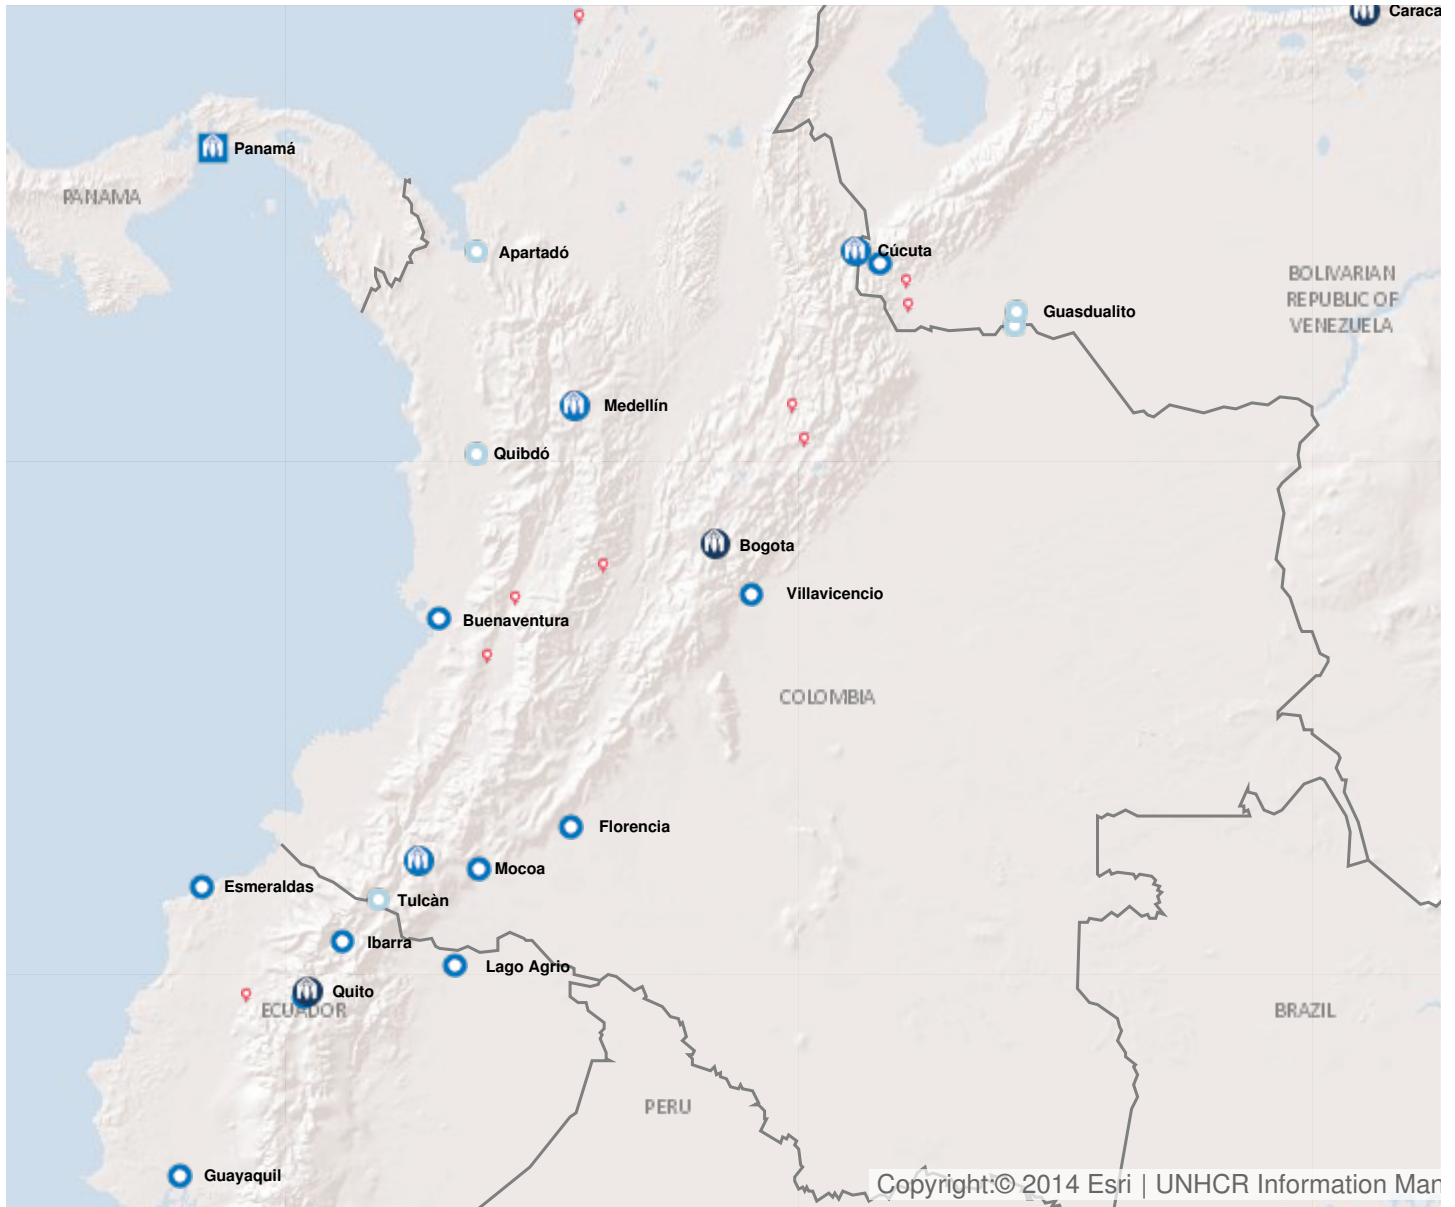 Caraca
Panamá
PANAMA
Apartadó
Cúcuta
BOLIVARIAN
REPUBLIC OF
VENEZUELA
Guasdualito
Medellín
Quibdó
Bogota
Villavicencio
Buenaventura
COLOMBIA
Florencia
Mocoa
Esmeraldas
Tulcàn
Ibarra
Lago Agrio
Quito
ECUADOR
BRAZIL
PERU
Guayaquil
Copyright:© 2014 Esri | UNHCR Information Man